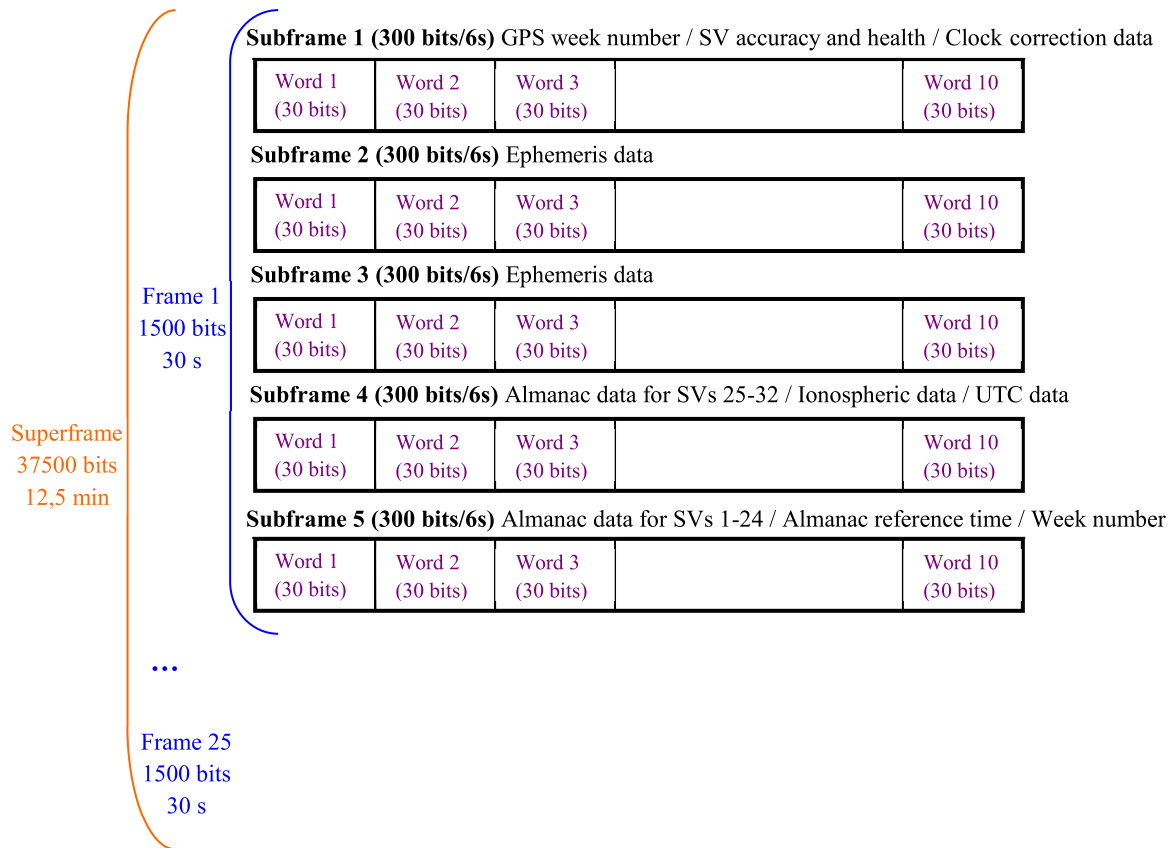 Subframe 1 (300 bits/6s) GPS week number / SV accuracy and health / Clock correction data
Word 1 Word 2 Word 3 Word 10
(30 bits) (30 bits) (30 bits) (30 bits)
Subframe 2 (300 bits/6s) Ephemeris data
Word 1 Word 2 Word 3 Word 10
(30 bits) (30 bits) (30 bits) (30 bits)
Subframe 3 (300 bits/6s) Ephemeris data
Frame 1
1500 bits
30 s
Word 1 Word 2 Word 3 Word 10
(30 bits) (30 bits) (30 bits) (30 bits)
Subframe 4 (300 bits/6s) Almanac data for SVs 25-32 / Ionospheric data / UTC data
Superframe
37500 bits
12,5 min
Word 1 Word 2 Word 3 Word 10
(30 bits) (30 bits) (30 bits) (30 bits)
Subframe 5 (300 bits/6s) Almanac data for SVs 1-24 / Almanac reference time / Week number
Word 1 Word 2 Word 3 Word 10
(30 bits) (30 bits) (30 bits) (30 bits)
...
Frame 25
1500 bits
30 s